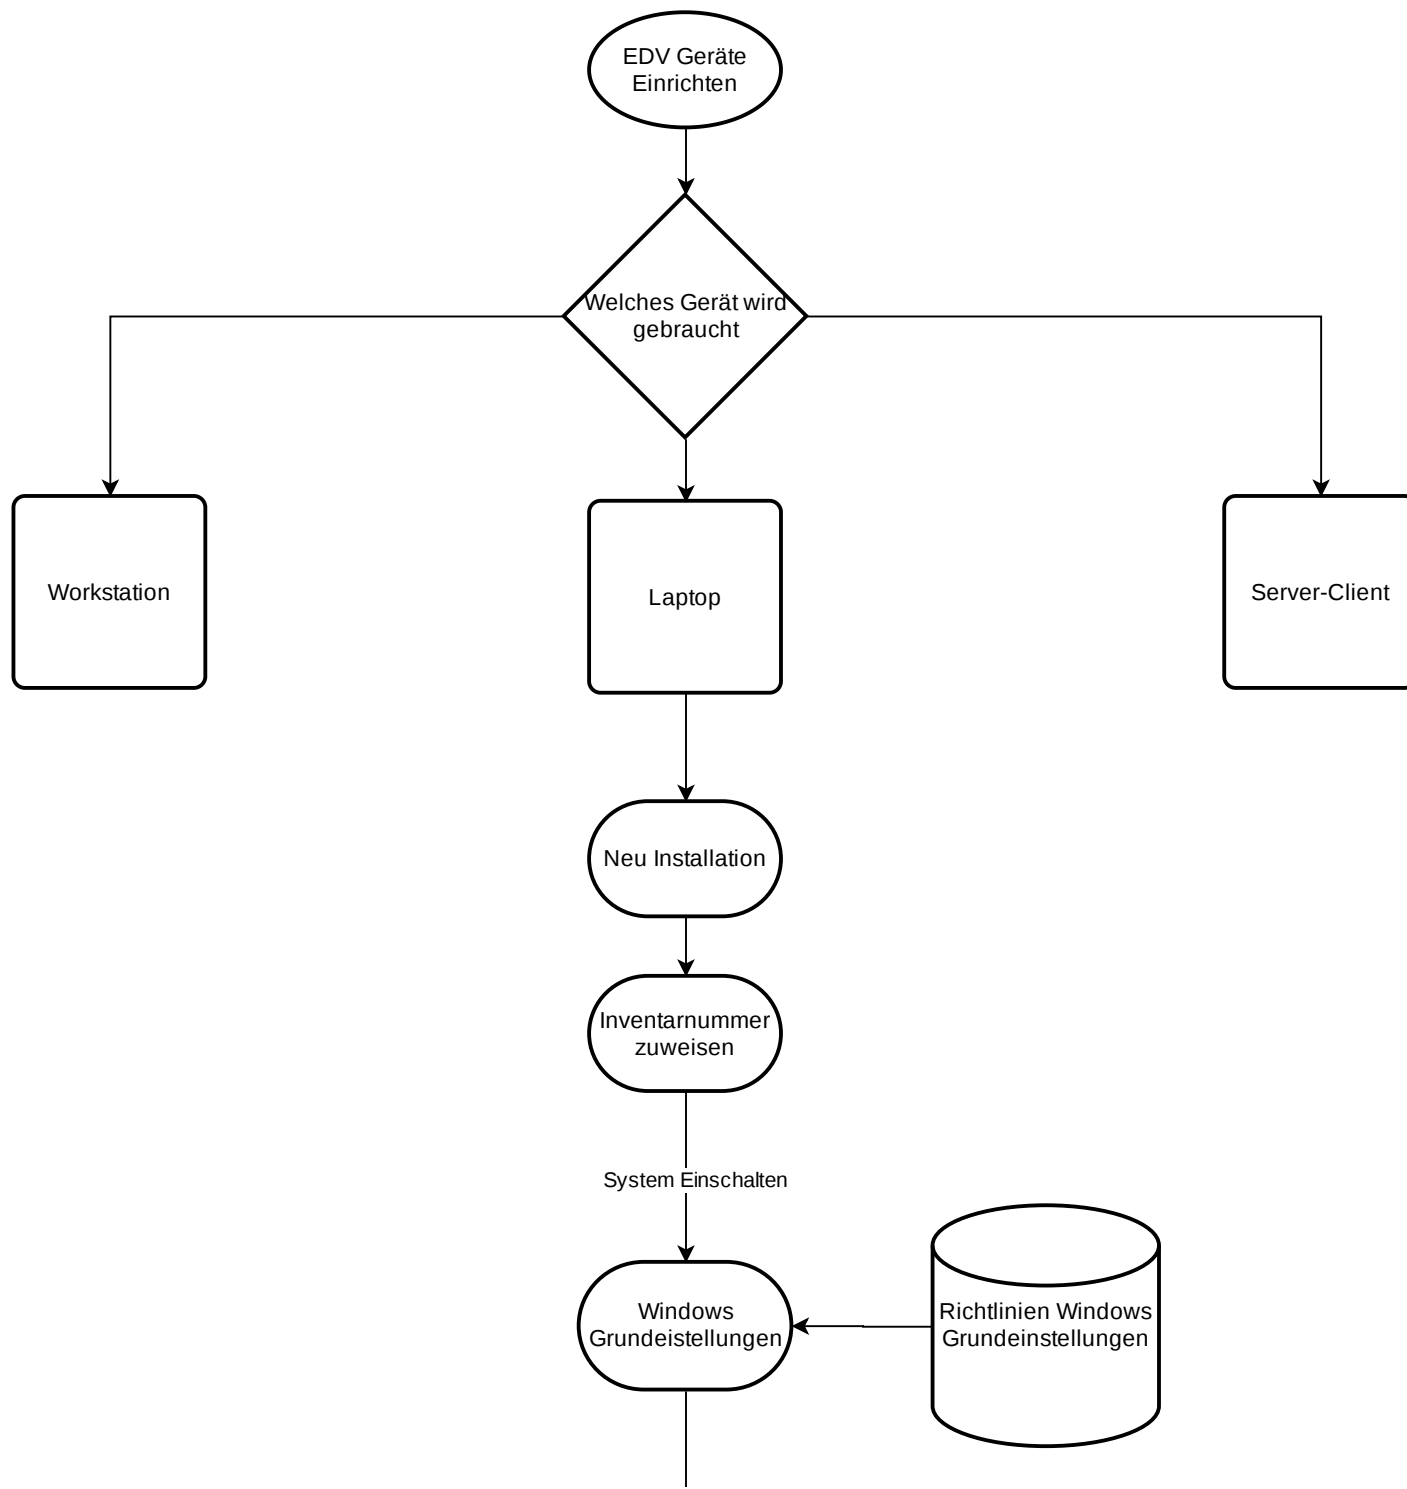 EDV Geräte
Einrichten
Welches Gerät wird
gebraucht
Workstation
Laptop
Server-Client
Neu Installation
Inventarnummer
zuweisen
System Einschalten
Windows
Grundeistellungen
Richtlinien Windows
Grundeinstellungen